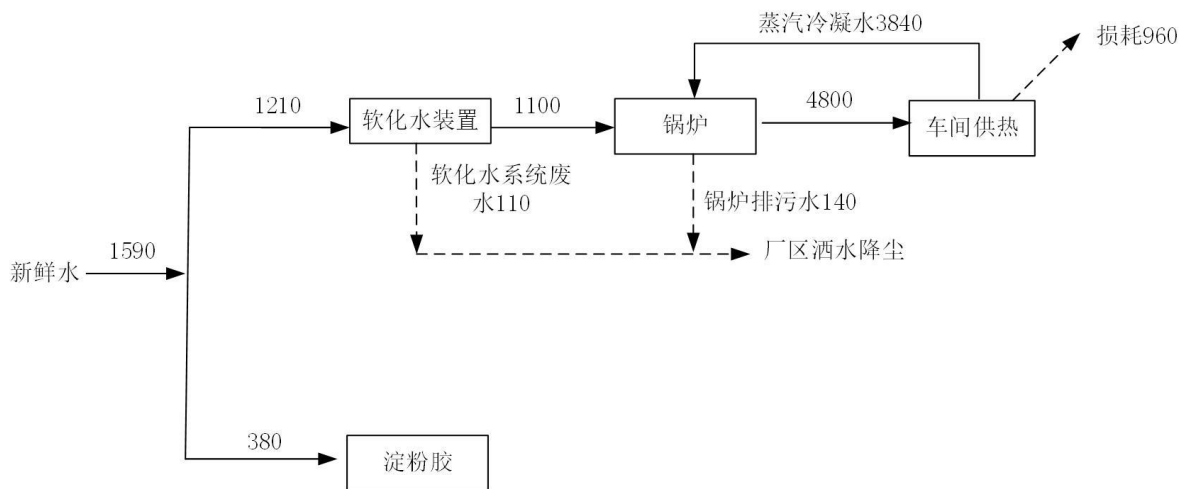 蒸汽冷凝水3840
损耗960
1210
软化水装置
1100
锅炉
4800
车间供热
软化水系统废
水110
锅炉排污水140
厂区洒水降尘
新鲜水
1590
380
淀粉胶